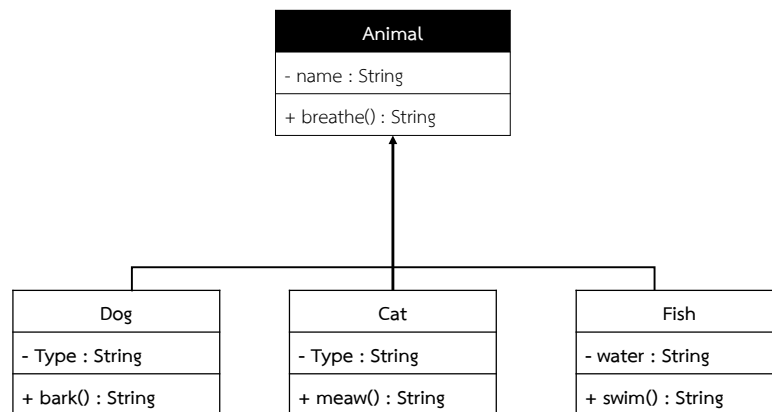 Animal
- name : String
+ breathe() : String
Dog
- Type : String
+ bark() : String
Cat
- Type : String
+ meaw() : String
Fish
- water : String
+ swim() : String